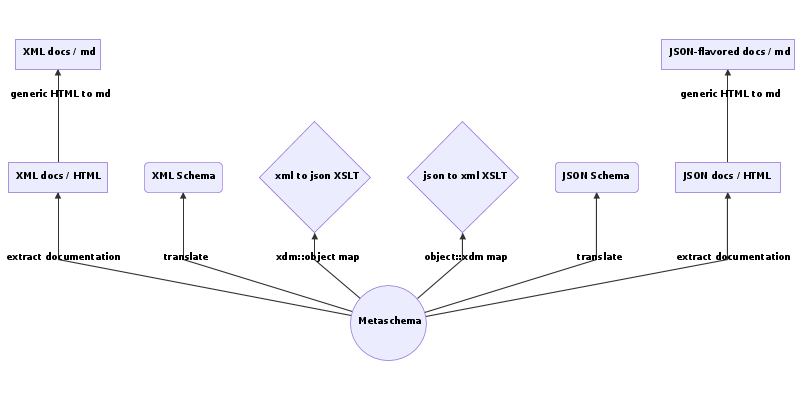 XML docs / md
JSON-flavored docs / md
generic HTML to md
generic HTML to md
XML docs / HTML
XML Schema
xml to json XSLT
json to xml XSLT
JSON Schema
JSON docs / HTML
extract documentation
translate
xdm::object map
object::xdm map
translate
extract documentation
Metaschema